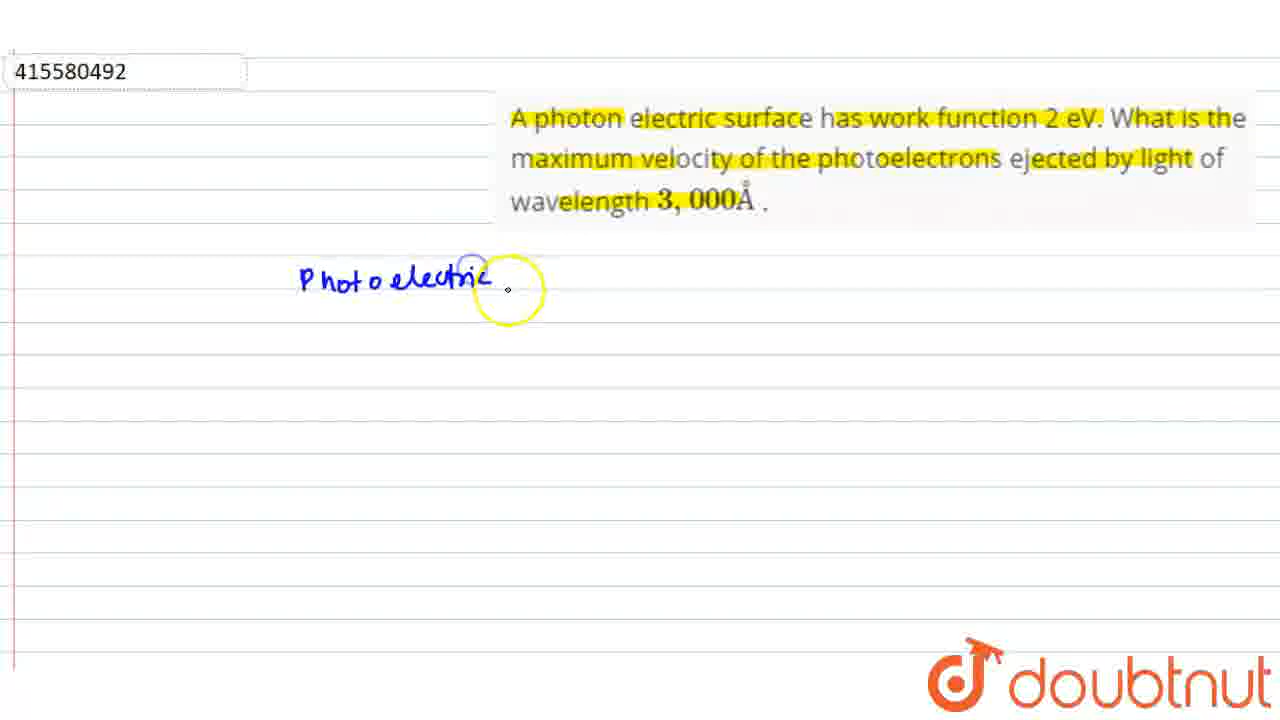 415580492
A photon electric surface has work function 2 eV. What is the
maximum velocity of the photoelectrons ejected by light of
wavelength 3, 000Å .
Photoelectric
doubtnut